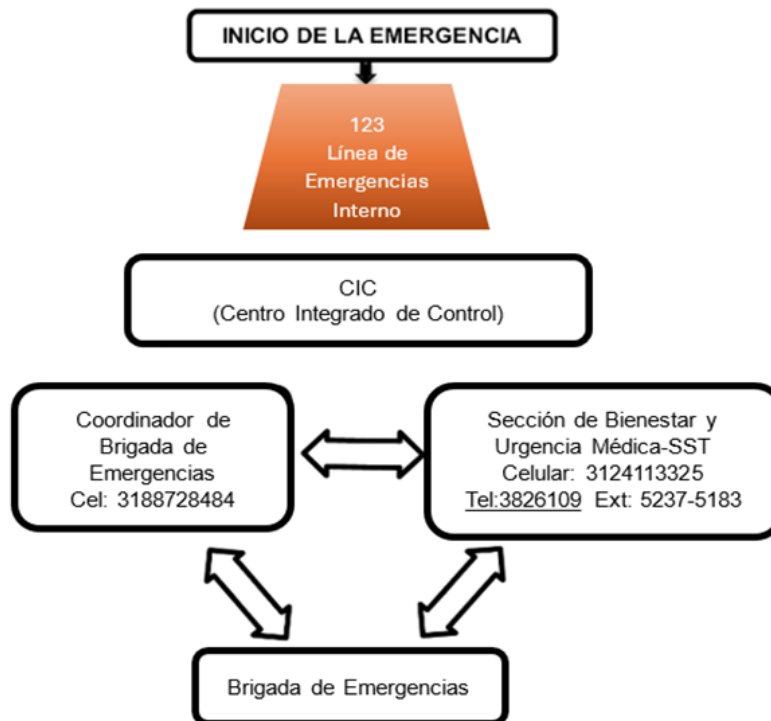 INICIO DE LA EMERGENCIA
123
Línea de
Emergencias
Interno
CIC
(Centro Integrado de Control)
Coordinador de
Brigada de
Emergencias
Cel: 3188728484
Sección de Bienestar y
Urgencia Médica-SST
Celular: 3124113325
Tel:3826109 Ext: 5237-5183
Brigada de Emergencias